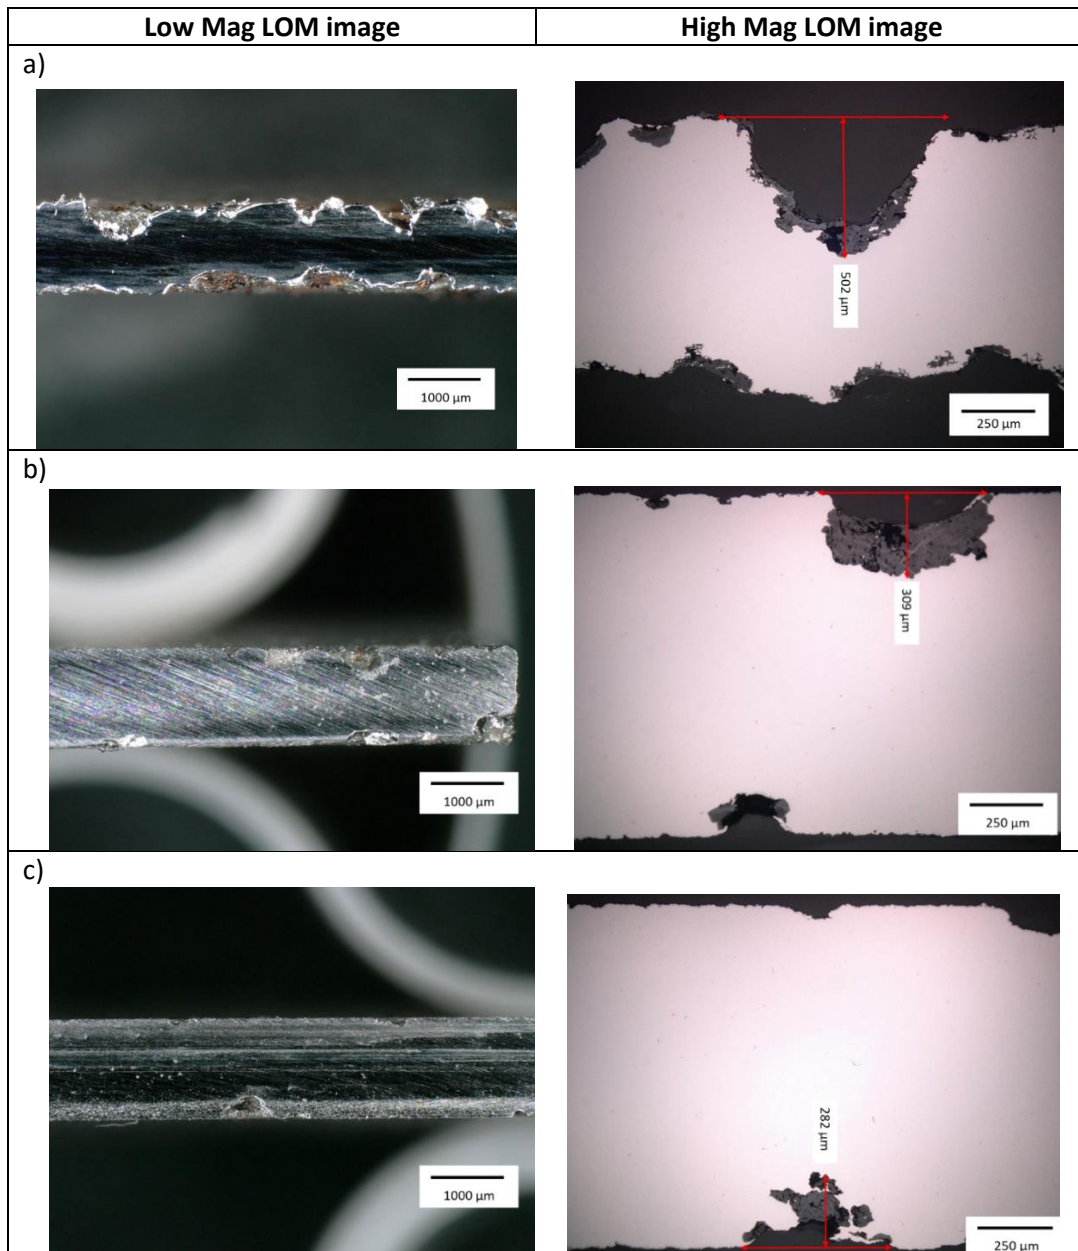 Low Mag LOM image
High Mag LOM image
a)
1000 µm
502 µm
250 µm
b)
1000 µm
309 µm
250 µm
c)
1000 µm
282 µm
250 µm